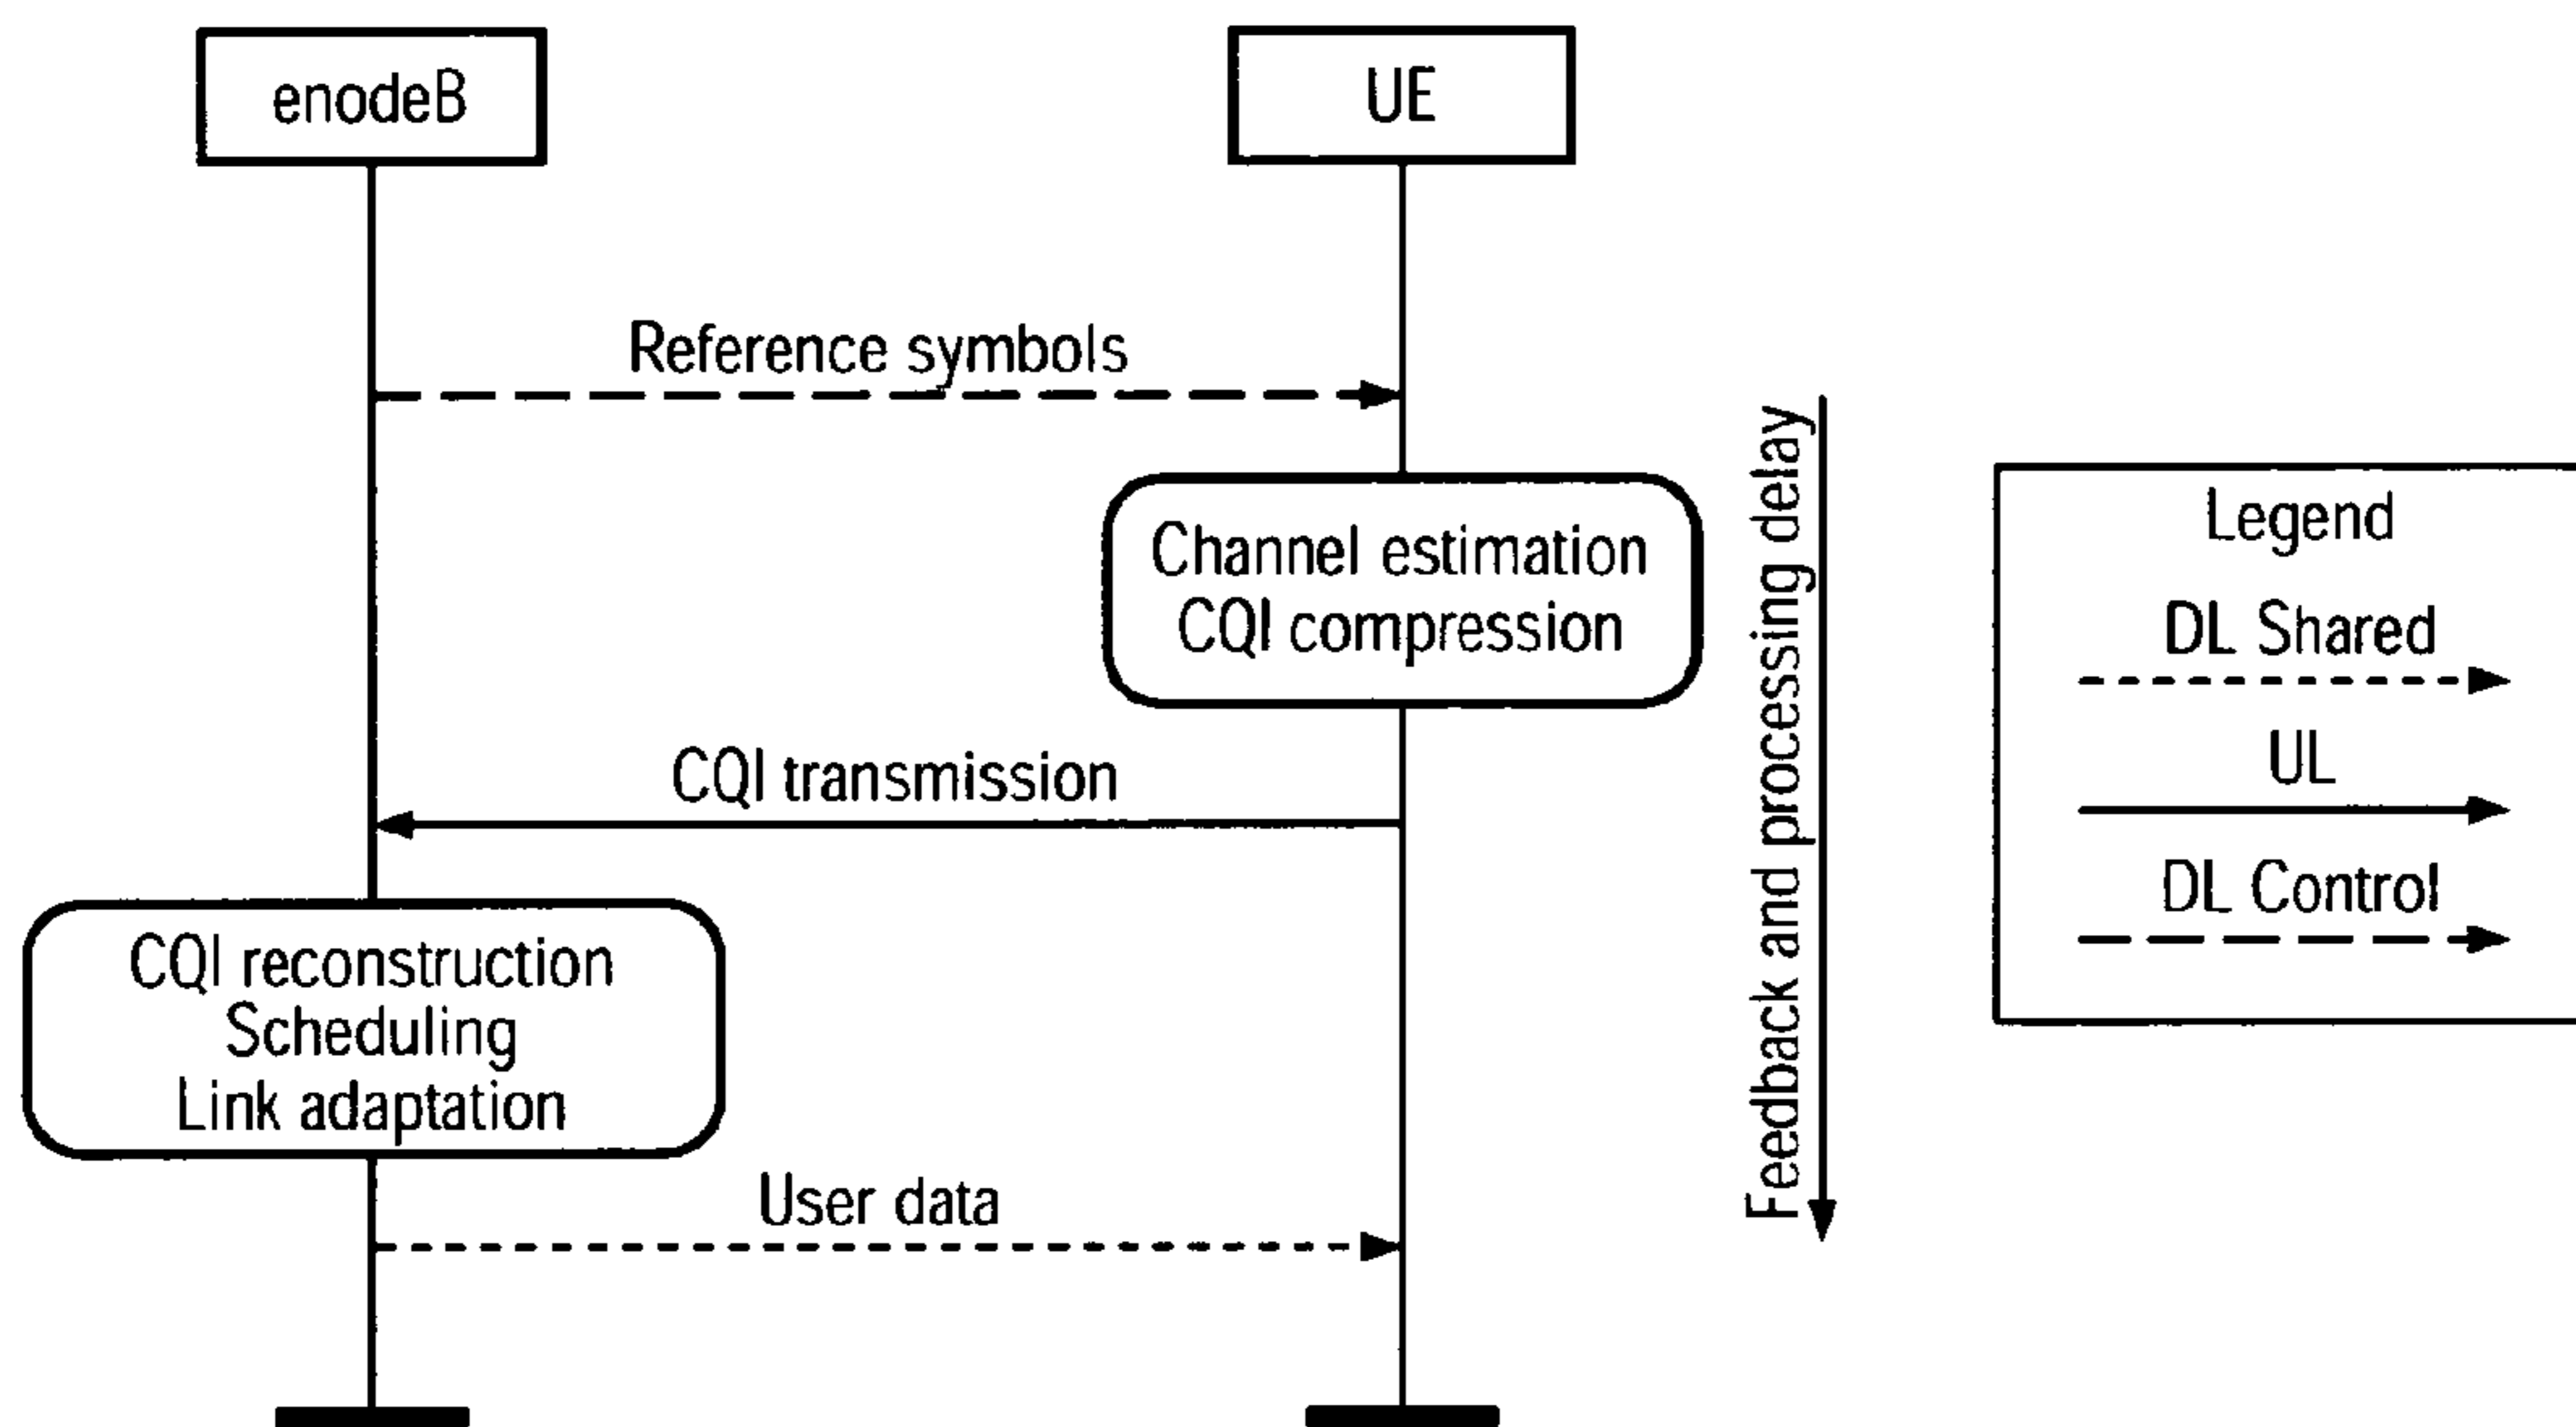 enodeB
UE
Reference symbols
Channel estimation
CQI compression
CQI transmission
CQI reconstruction
Scheduling
Link adaptation
User data
Feedback and processing delay
Legend
DL Shared
UL
DL Control